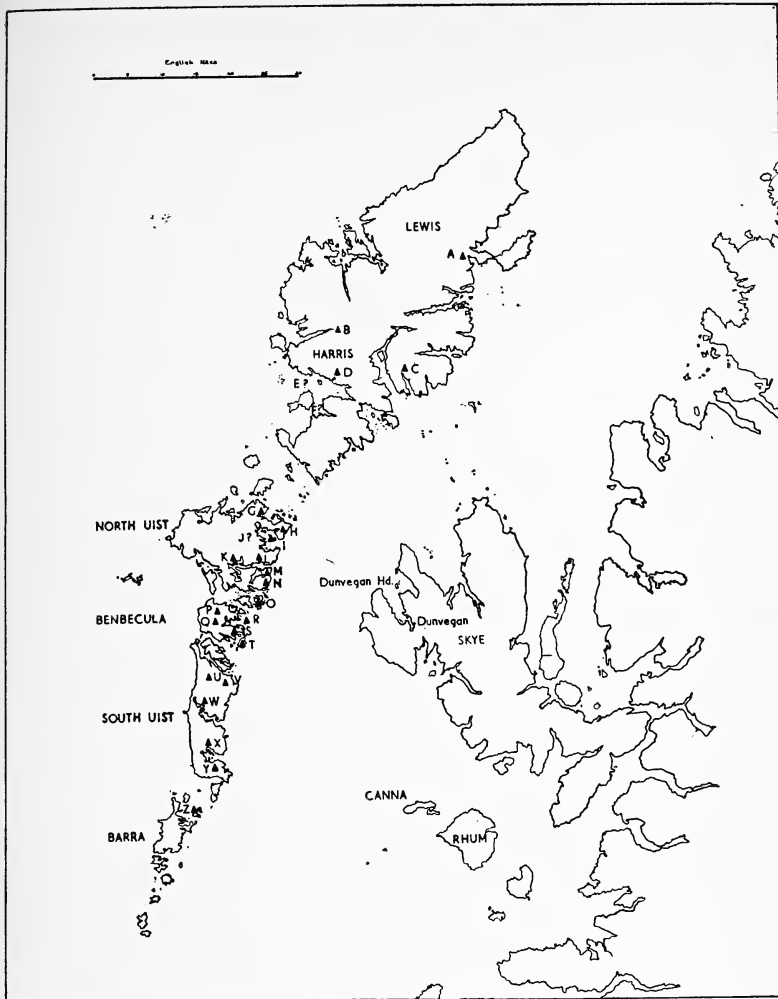 English Miles
LEWIS
A
B
HARRIS
C
D
E?
F?
G
NORTH UIST
H
J?
I
K
L
M
Dunvegan Hd.
N
O
P
BENBECULA
Q
R
Dunvegan
S
SKYE
T
U
V
W
SOUTH UIST
X
Y
CANNA
Z
BARRA
RHUM